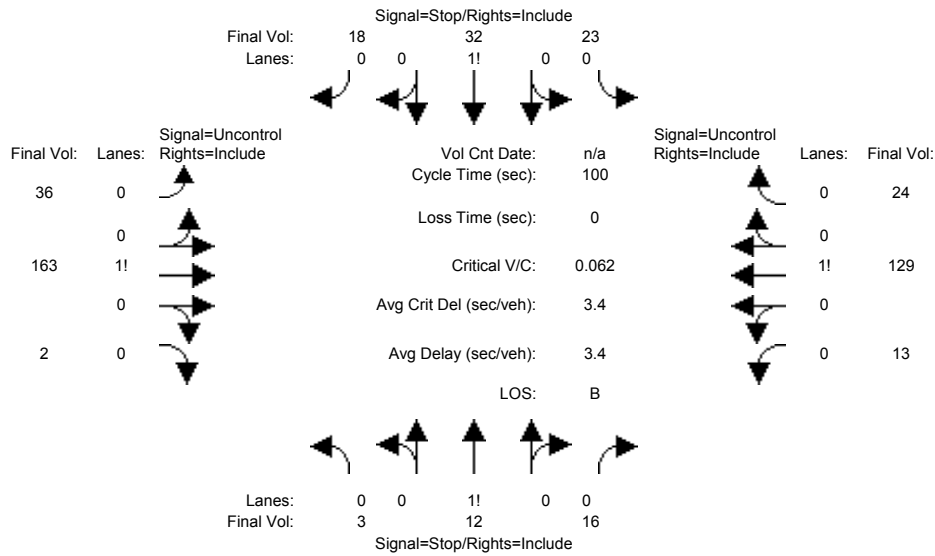 Signal=Stop/Rights=Include
Final Vol: 18 32 23
Lanes: 0 0 1! 0 0
Signal=Uncontrol
Final Vol: Lanes: Rights=Include
Vol Cnt Date: n/a
Signal=Uncontrol
Rights=Include Lanes: Final Vol:
Cycle Time (sec): 100
36 0
0 24
Loss Time (sec): 0
0
0
163 1!
Critical V/C: 0.062
1! 129
0
Avg Crit Del (sec/veh): 3.4
0
2 0
Avg Delay (sec/veh): 3.4
0 13
LOS: B
Lanes: 0 0 1! 0 0
Final Vol: 3 12 16
Signal=Stop/Rights=Include